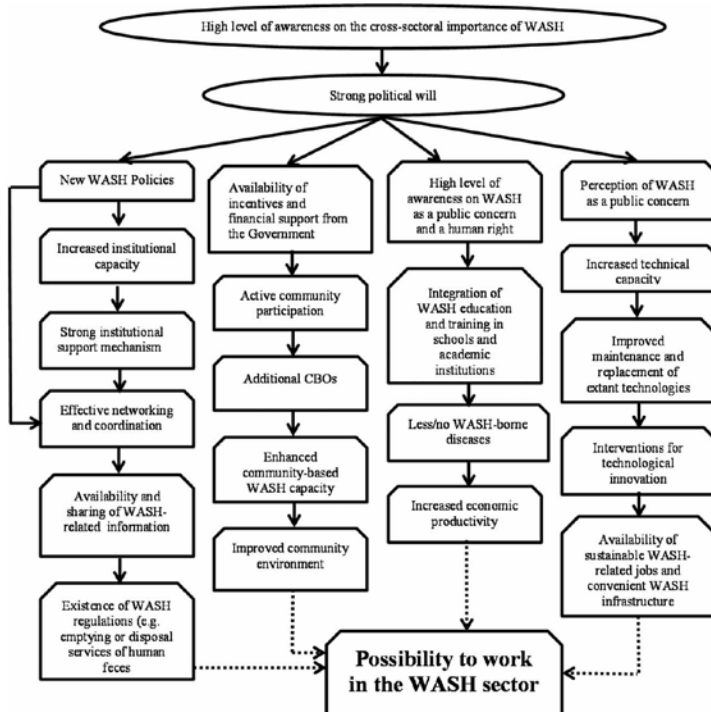 High level of awareness on the cross-sectoral importance of WASH
Strong political will
New WASH Policies
Increased institutional
capacity
Strong institutional
support mechanism
Effective networking
and coordination
Availability and
sharing of WASH-
related information
Existence of WASH
regulations (e.g.
emptying or disposal
services of human
feces
Availability of
incentives and
financial support from
the Government
Active community
participation
Additional CBOs
Enhanced
community-based
WASH capacity
Improved community
environment
High level of
awareness on WASH
as a public concern
and a human right
Integration of
WASH education
and training in
schools and
academic
institutions
Less/no WASH-borne
diseases
Increased economic
productivity
Perception of WASH
as a public concern
Increased technical
capacity
Improved
maintenance and
replacement of
extant technologies
Interventions for
technological
innovation
Availability of
sustainable WASH-
related jobs and
convenient WASH
infrastructure
Possibility to work
in the WASH sector